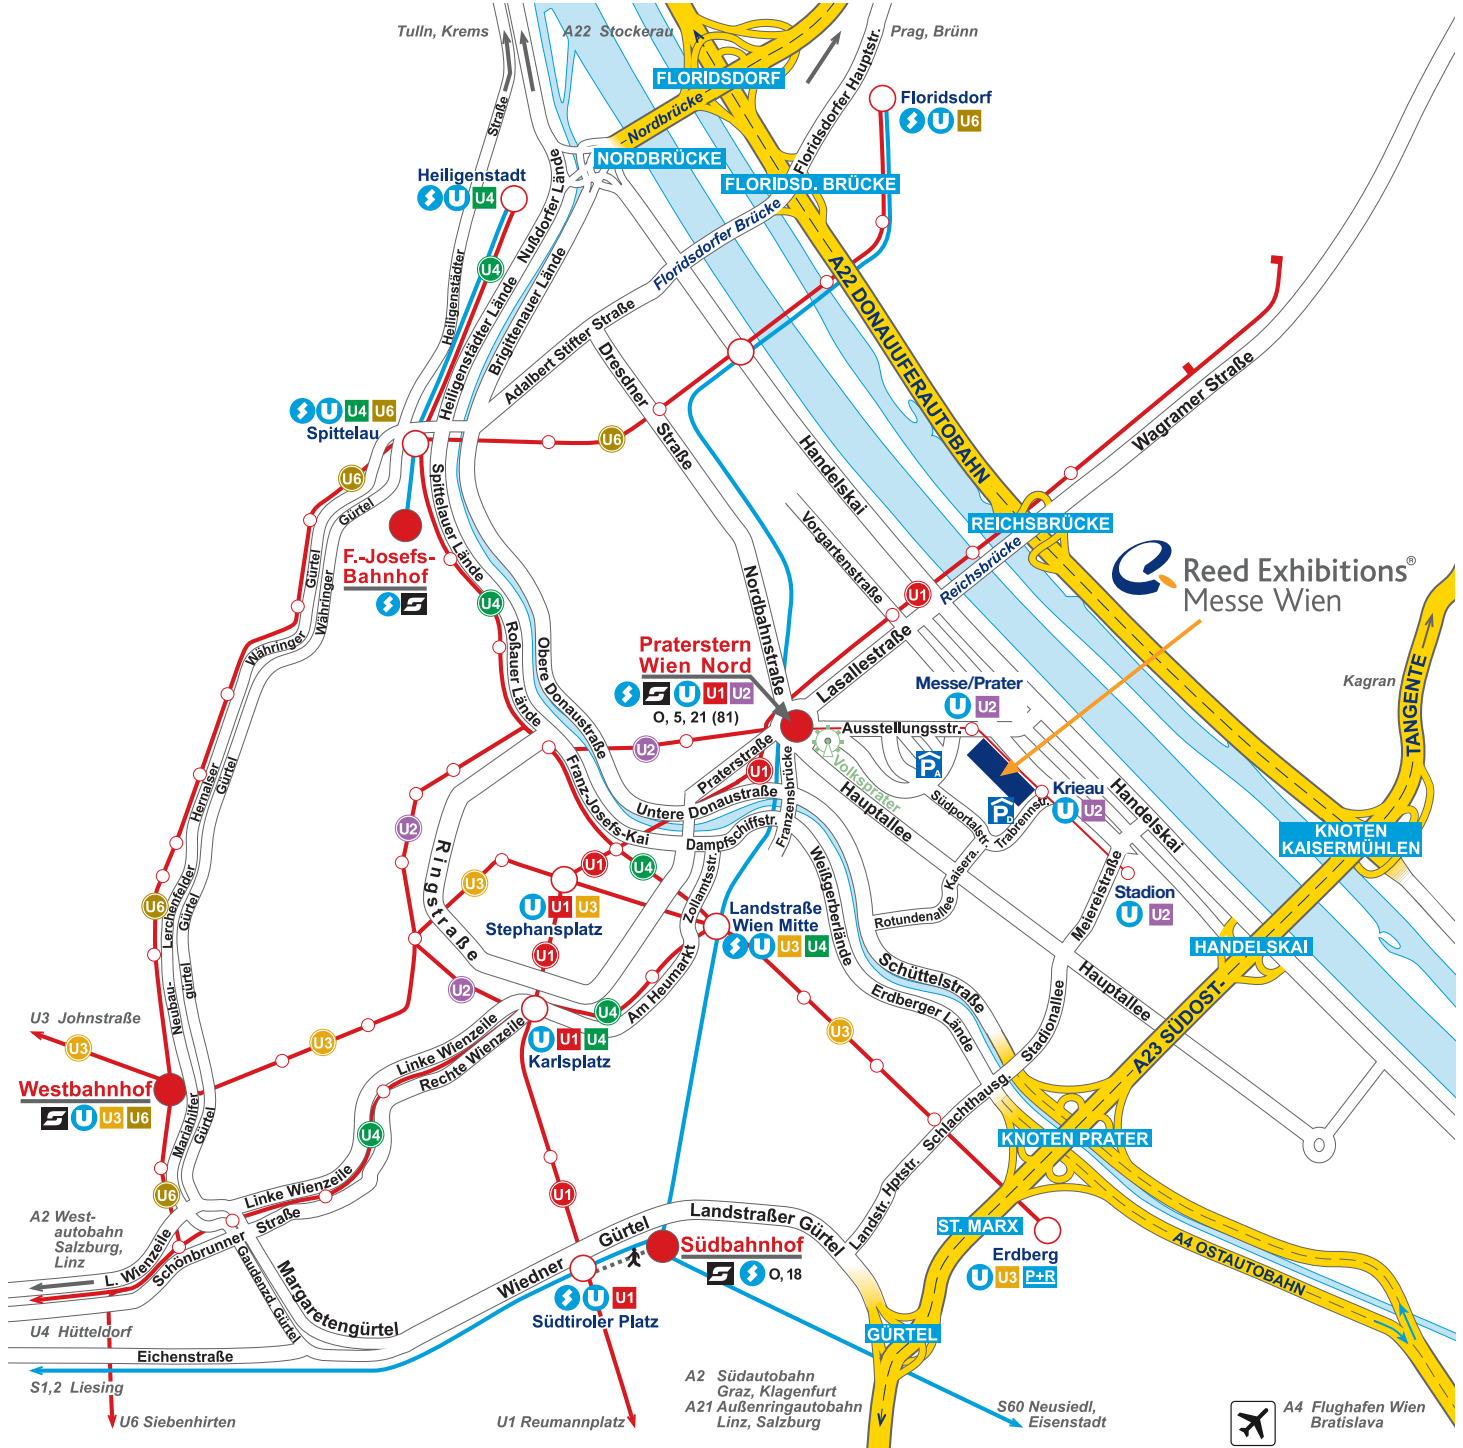 Tulln, Krems
A22 Stockerau
Prag, Brünn
FLORIDSDORF
Nordbrücke
NORDBRÜCKE
Floridsdorfer Hauptstr.
Floridsdorf
U U6
FLORIDSD. BRÜCKE
Floridsdorfer Brücke
Straße
Heiligenstädter
Heiligenstadt
U U4
U4
Nußdorfer Lände
Heiligenstädter Lände
Brigittenauer Lände
Adalbert Stifter Straße
Dresdner
Straße
A22 DONAUUFERAUTOBAHN
Handelskai
Wagramer Straße
U U4 U6
Spittelau
U6
U6
Gürtel
Spittelauer Lände
F.-Josefs-
Bahnhof
U4
Vorgartenstraße
REICHSBRÜCKE
Reichsbrücke
U1
Reed Exhibitions®
Messe Wien
Nordbahnstraße
Lasallestraße
Währinger
Gürtel
Währinger
Gürtel
Roßauer Lände
Obere Donaustraße
Praterstern
Wien Nord
U U1 U2
O, 5, 21 (81)
Messe/Prater
U U2
Ausstellungsstr.
Kagran
TANGENTE
U2
Praterstraße
U1
Volksprater
PA
PD
Krieau
U U2
Handelskai
KNOTEN
KAISERMÜHLEN
Hernalser
Gürtel
U2
Franz-Josefs-Kai
Untere Donaustraße
Franzensbrücke
Hauptallee
Südportalstr.
Trabrennstr.
Kaisera.
Dampfschiffstr.
Ringstraße
U3
U1
U4
Zollamtsstr.
Weißgerberlände
Rotundenallee
Meiereistraße
Stadion
U U2
Lerchenfelder
Gürtel
U6
U U1 U3
Stephansplatz
Landstraße
Wien Mitte
U U3 U4
HANDELSKAI
Neubau-
gürtel
U2
U1
U4
Am Heumarkt
Schüttelstraße
Erdberger Lände
Hauptallee
Stadionallee
A23 SÜDOST-
U3 Johnstraße
U3
U3
Linke Wienzeile
Rechte Wienzeile
U U1 U4
Karlsplatz
U3
Westbahnhof
U U3 U6
Mariahilfer
Gürtel
U4
Schlachthausg.
KNOTEN PRATER
U6
Linke Wienzeile
U1
Landstr. Hptstr.
A2 West-
autobahn
Salzburg,
Linz
L. Wienzeile
Schönbrunner
Straße
Gaudenzd. Gürtel
Margaretengürtel
Wiedner
Gürtel
Landstraßer Gürtel
Südbahnhof
O, 18
U U1
Südtiroler Platz
ST. MARX
Erdberg
U U3 P+R
A4 OSTAUTOBAHN
GÜRTEL
U4 Hütteldorf
Eichenstraße
S1,2 Liesing
U6 Siebenhirten
U1 Reumannplatz
A2 Südautobahn
Graz, Klagenfurt
A21 Außenringautobahn
Linz, Salzburg
S60 Neusiedl,
Eisenstadt
A4 Flughafen Wien
Bratislava